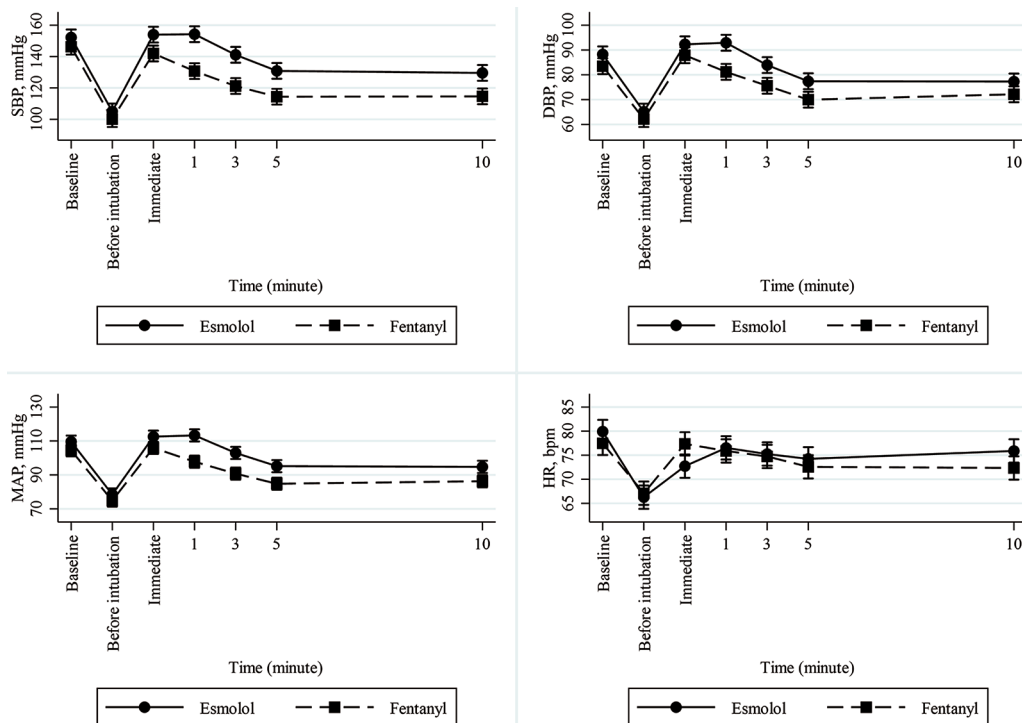 SBP, mmHg
160
140
120
100
Baseline
Before intubation
Immediate
1
3
5
10
Time (minute)
Esmolol
Fentanyl
DBP, mmHg
100
90
80
70
60
Baseline
Before intubation
Immediate
1
3
5
10
Time (minute)
Esmolol
Fentanyl
MAP, mmHg
130
110
90
70
Baseline
Before intubation
Immediate
1
3
5
10
Time (minute)
Esmolol
Fentanyl
HR, bpm
85
80
75
70
65
Baseline
Before intubation
Immediate
1
3
5
10
Time (minute)
Esmolol
Fentanyl